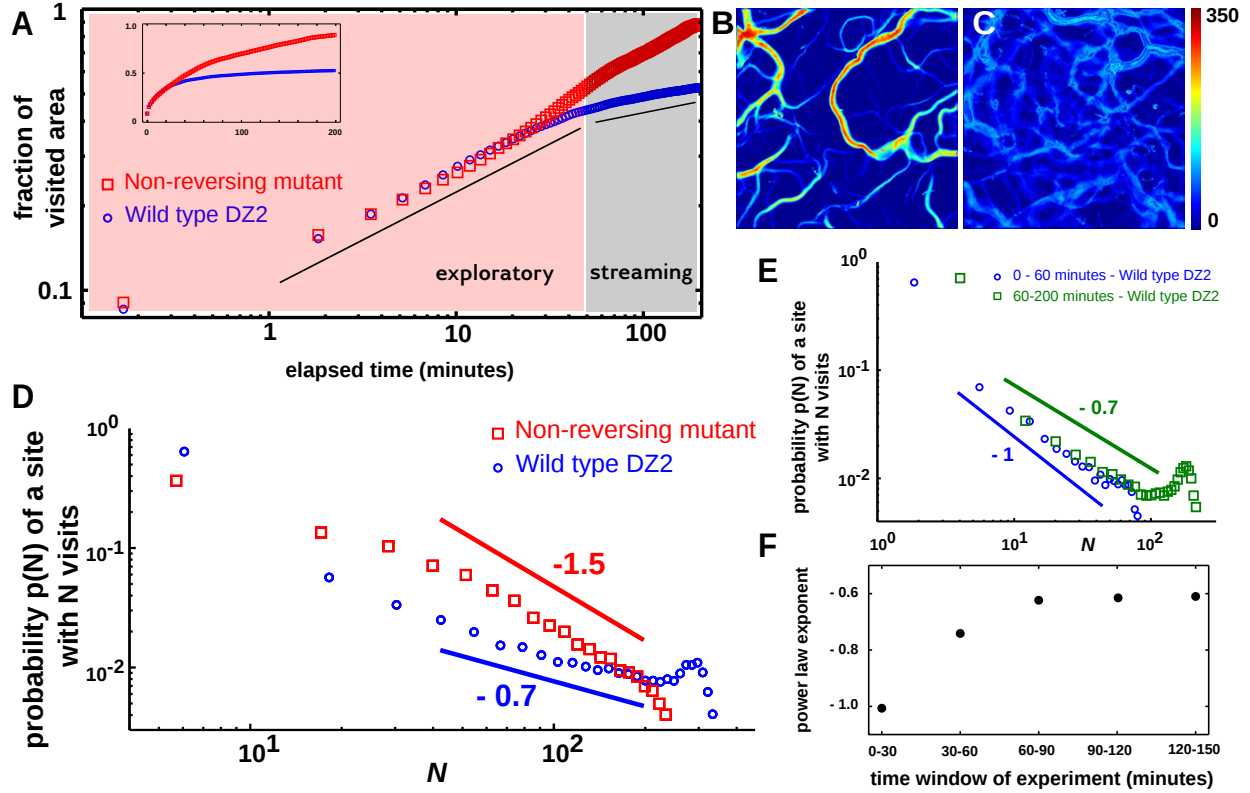 A
fraction of
visited area
1
0.1
1.0
0.5
0
0
100
200
Non-reversing mutant
Wild type DZ2
exploratory
streaming
1
10
100
elapsed time (minutes)
B
C
350
0
D
probability p(N) of a site
with N visits
10^0
10^-1
10^-2
Non-reversing mutant
Wild type DZ2
-1.5
- 0.7
10^1
10^2
N
E
probability p(N) of a site
with N visits
10^0
10^-1
10^-2
0 - 60 minutes - Wild type DZ2
60-200 minutes - Wild type DZ2
- 0.7
- 1
10^0
10^1
N
10^2
F
power law exponent
- 0.6
- 0.8
- 1.0
0-30
30-60
60-90
90-120
120-150
time window of experiment (minutes)